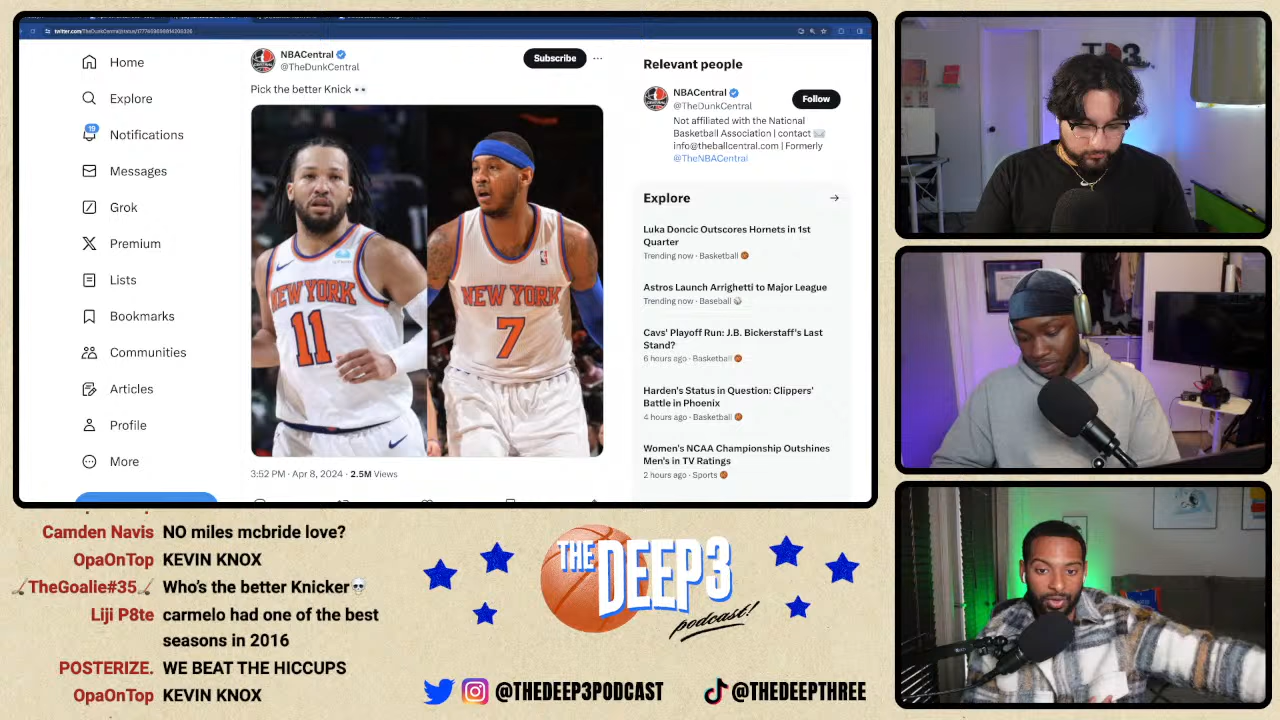 Home
Explore
19
Notifications
Messages
Grok
Premium
Lists
Bookmarks
Communities
Articles
Profile
More
NBACentral
@TheDunkCentral
Subscribe
Pick the better Knick 👀
NEW YORK
11
NEW YORK
7
3:52 PM · Apr 8, 2024 · 2.5M Views
Relevant people
NBACentral
@TheDunkCentral
Follow
Not affiliated with the National
Basketball Association | contact ✉️
info@theballcentral.com | Formerly
@TheNBACentral
Explore
Luka Doncic Outscores Hornets in 1st
Quarter
Trending now · Basketball 🏀
Astros Launch Arrighetti to Major League
Trending now · Baseball ⚾
Cavs' Playoff Run: J.B. Bickerstaff's Last
Stand?
6 hours ago · Basketball 🏀
Harden's Status in Question: Clippers'
Battle in Phoenix
4 hours ago · Basketball 🏀
Women's NCAA Championship Outshines
Men's in TV Ratings
2 hours ago · Sports 🏀
Camden Navis NO miles mcbride love?
OpaOnTop KEVIN KNOX
🏒TheGoalie#35🏒 Who's the better Knicker💀
Liji P8te carmelo had one of the best
seasons in 2016
POSTERIZE. WE BEAT THE HICCUPS
OpaOnTop KEVIN KNOX
THE DEEP3
podcast!
@THEDEEP3PODCAST
@THEDEEPTHREE